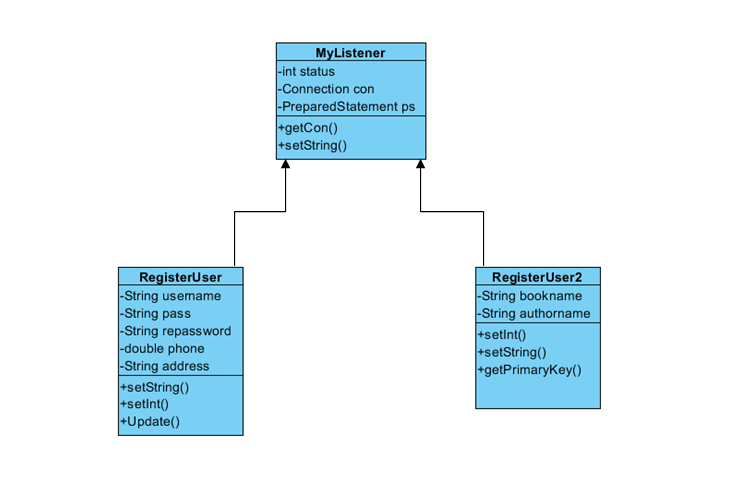 MyListener
-int status
-Connection con
-PreparedStatement ps
+getCon()
+setString()
RegisterUser
-String username
-String pass
-String repassword
-double phone
-String address
+setString()
+setInt()
+Update()
RegisterUser2
-String bookname
-String authorname
+setInt()
+setString()
+getPrimaryKey()